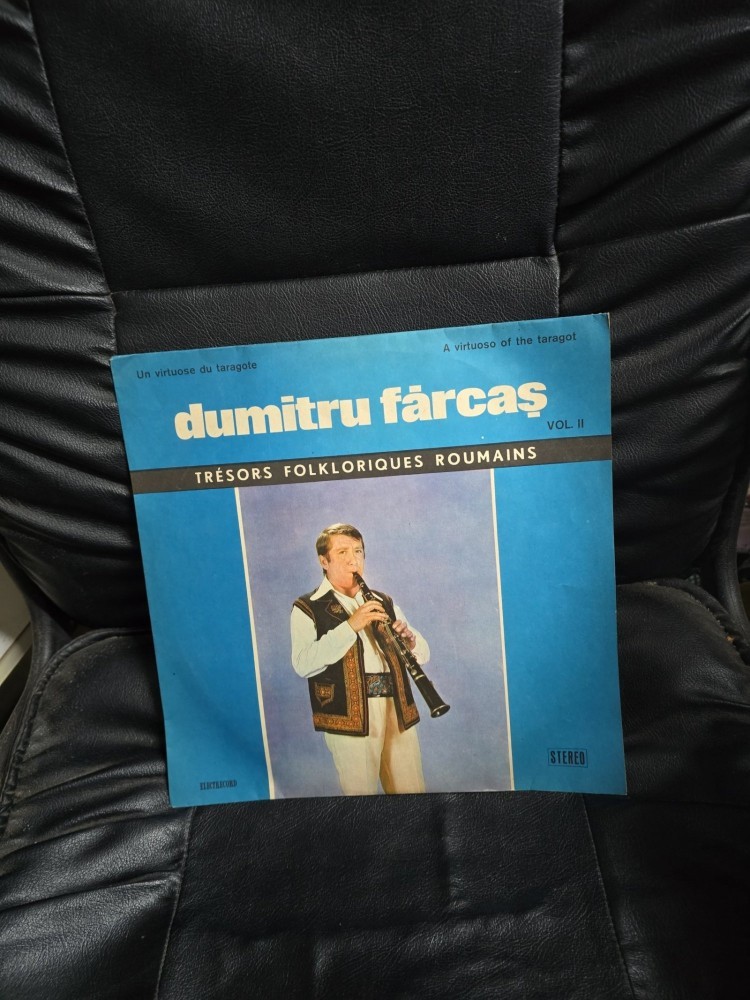 Un virtuose du taragote
A virtuoso of the taragot
dumitru fărcaș
VOL. II
TRÉSORS FOLKLORIQUES ROUMAINS
ELECTRECORD
STEREO